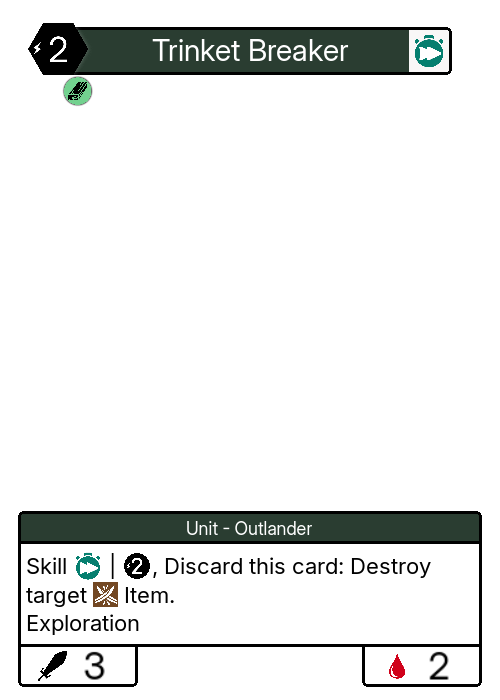 2 Trinket Breaker
Unit - Outlander
Skill | 2, Discard this card: Destroy
target Item.
Exploration
3 2